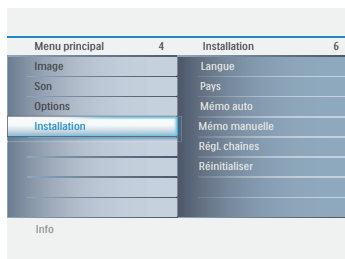 Menu principal 4
Image
Son
Options
Installation
Info
Installation 6
Langue
Pays
Mémo auto
Mémo manuelle
Régl. chaînes
Réinitialiser